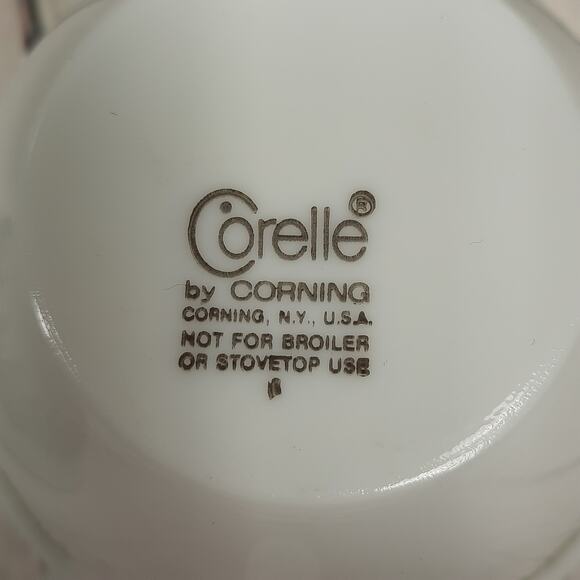 Corelle®
by CORNING
CORNING, N.Y., U.S.A.
NOT FOR BROILER
OR STOVETOP USE